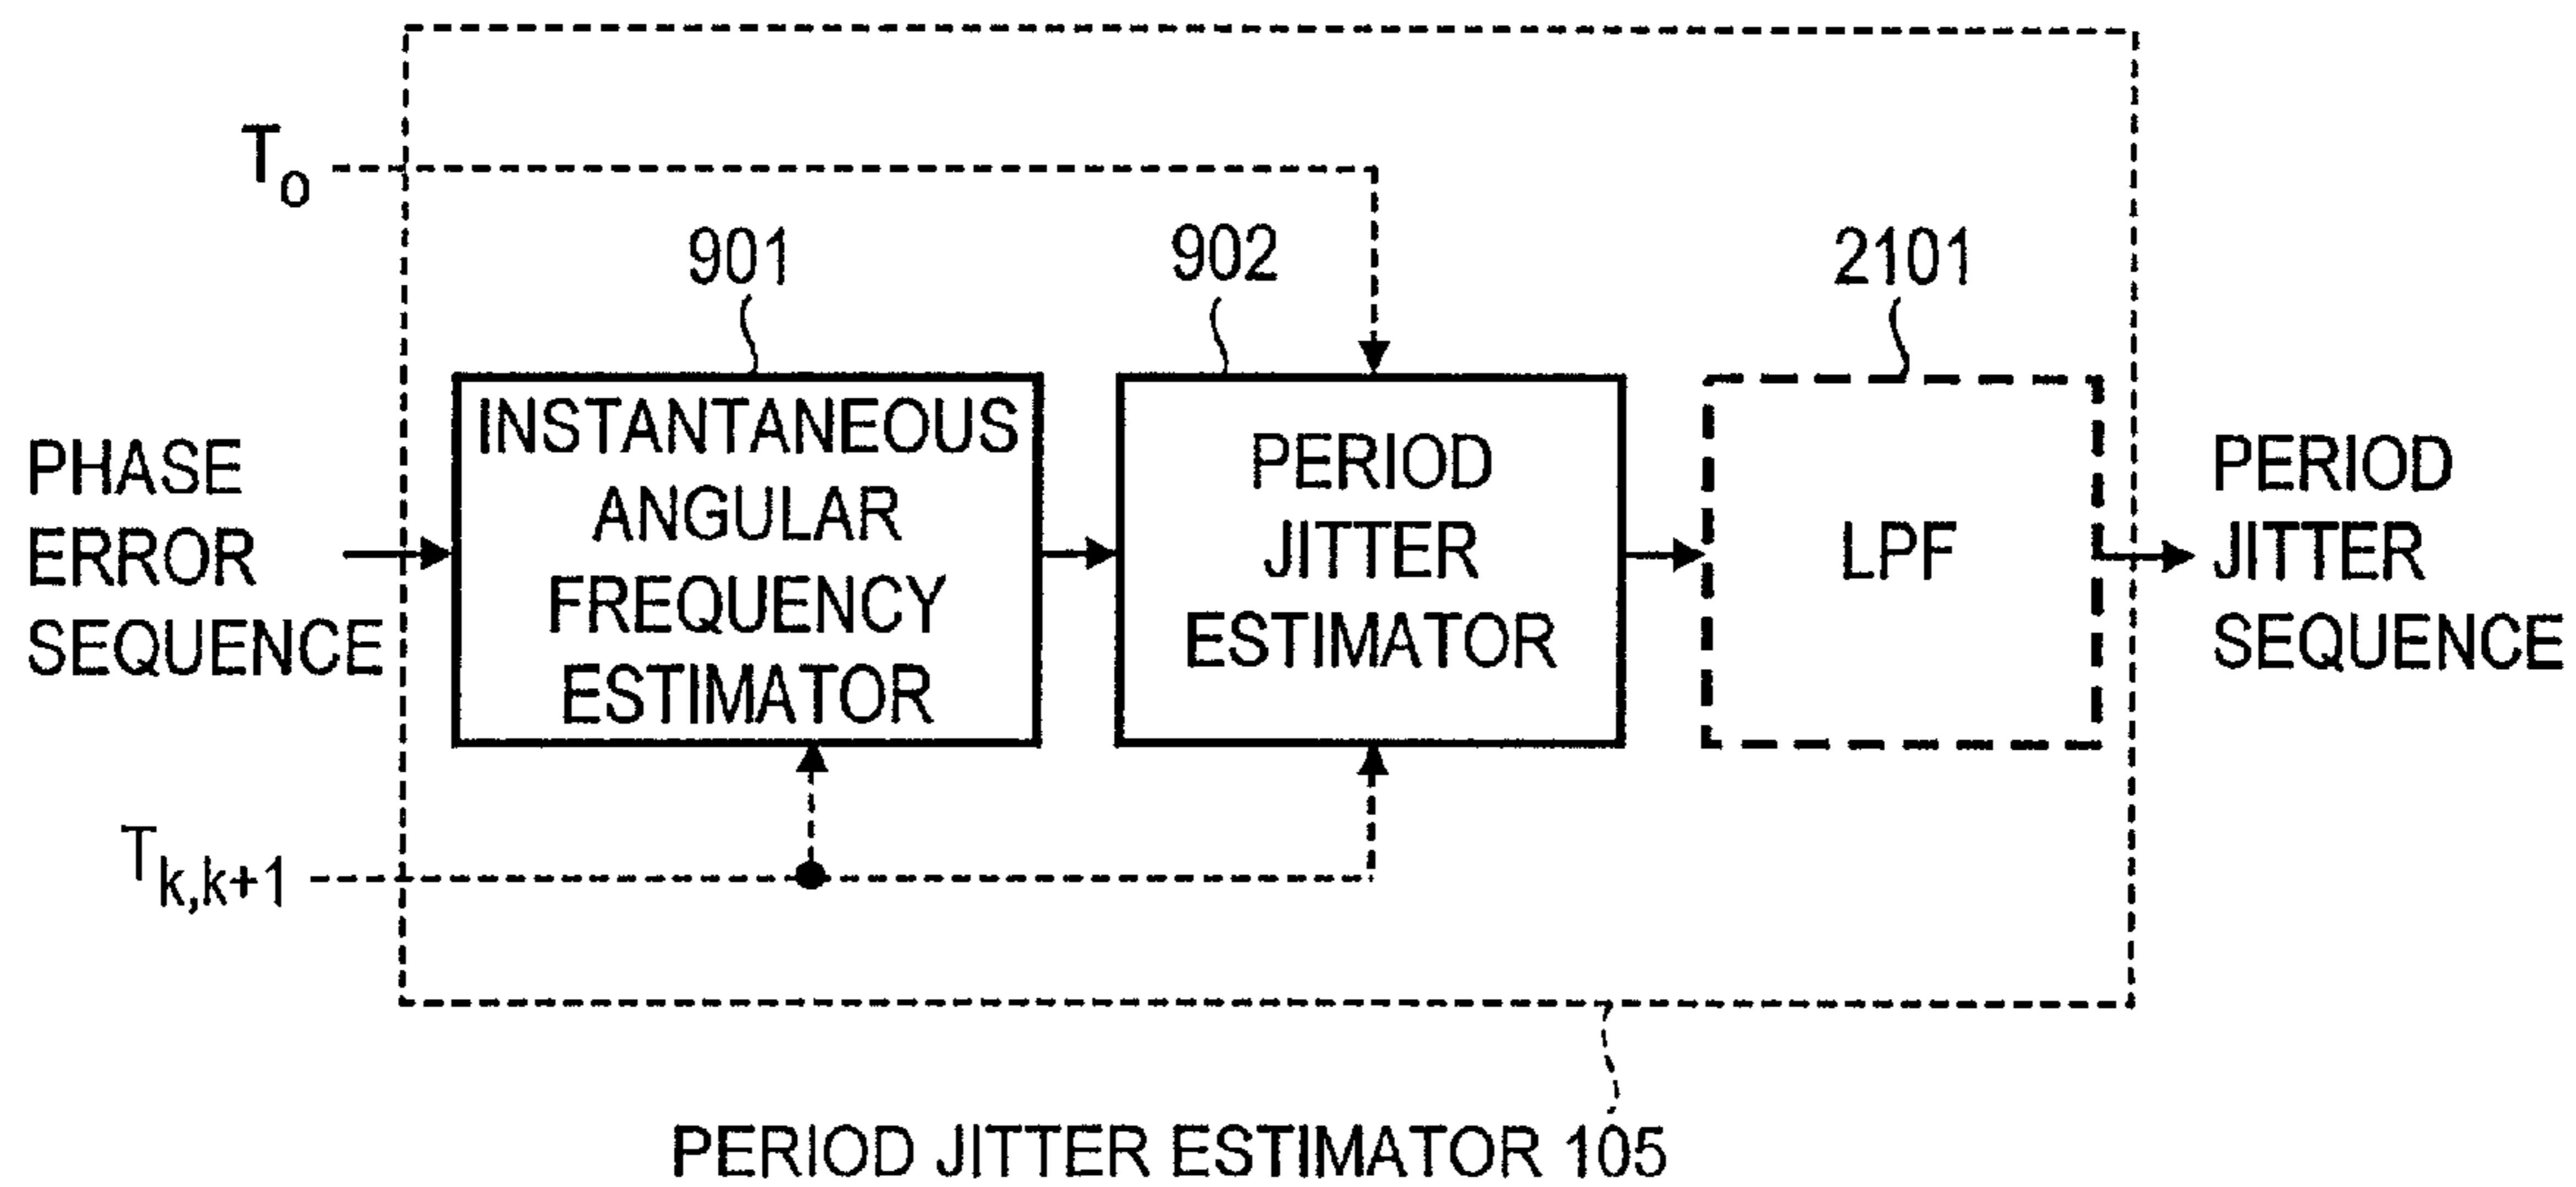 T₀
901
902
2101
PHASE
ERROR
SEQUENCE
INSTANTANEOUS
ANGULAR
FREQUENCY
ESTIMATOR
PERIOD
JITTER
ESTIMATOR
LPF
PERIOD
JITTER
SEQUENCE
Tk,k+1
PERIOD JITTER ESTIMATOR 105